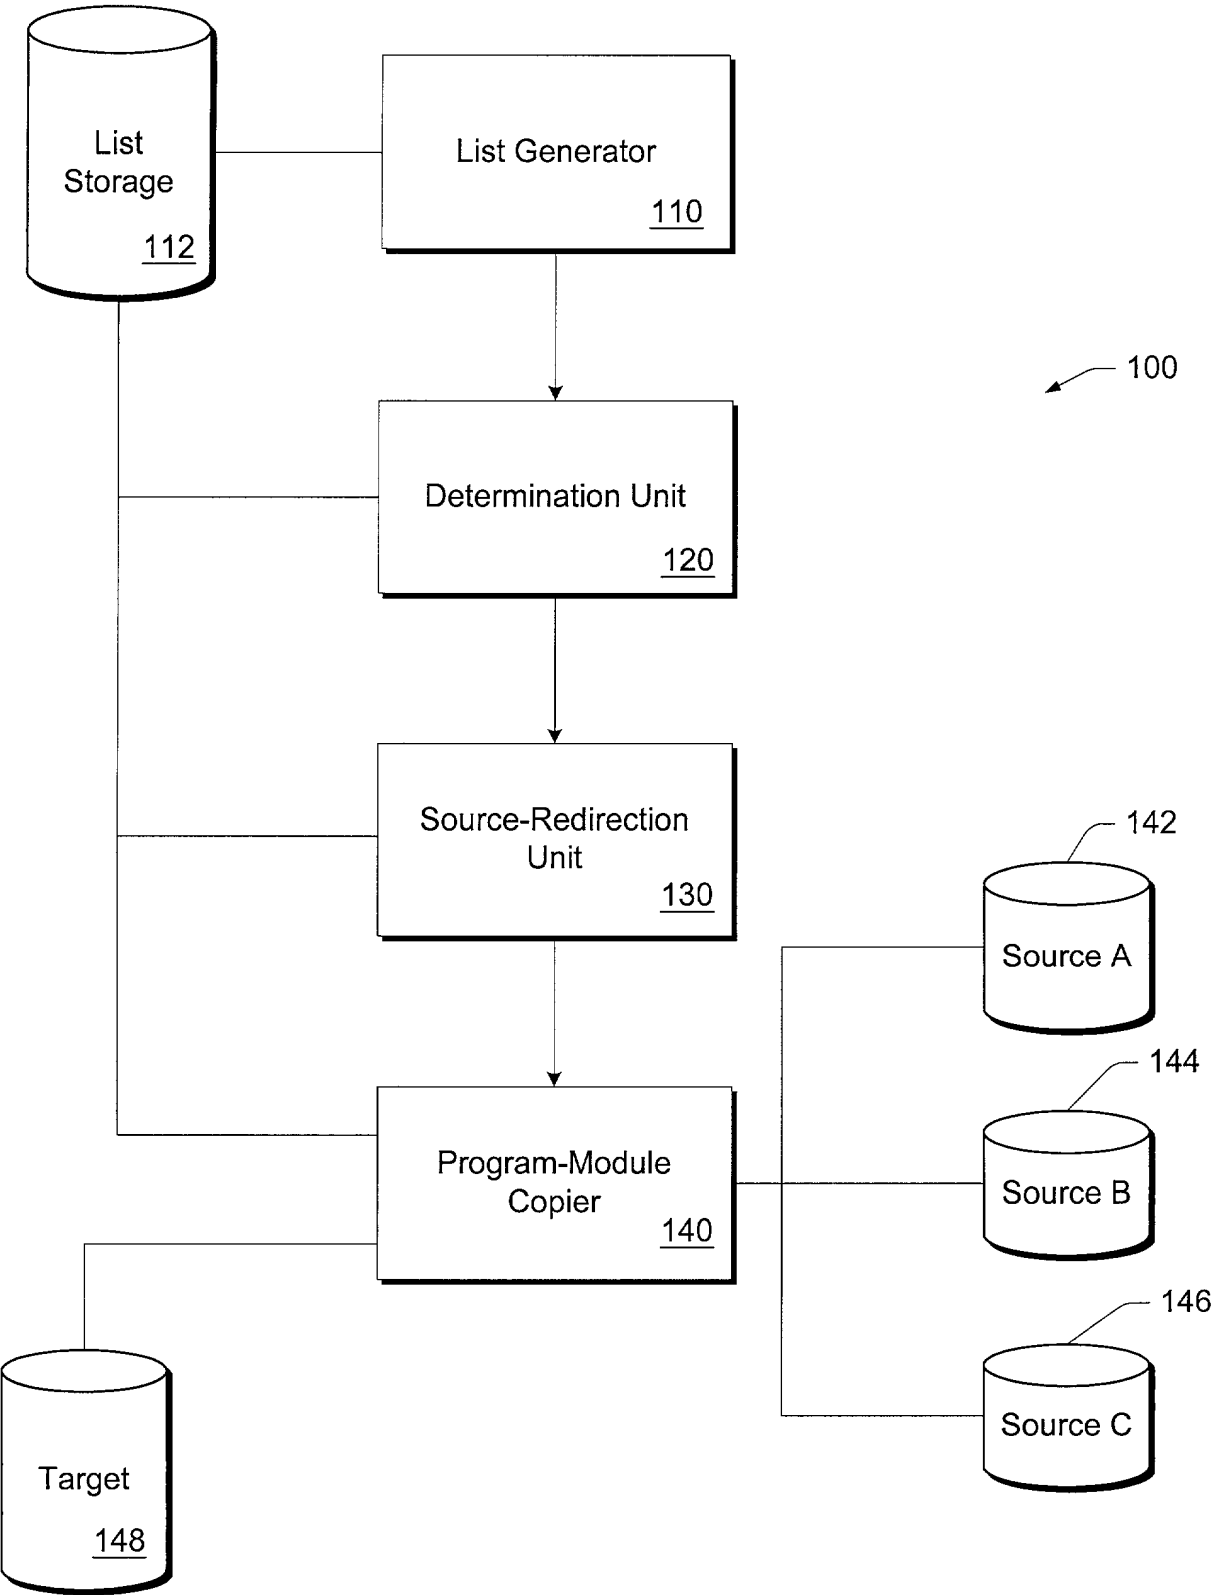 List
Storage
112
List Generator
110
100
Determination Unit
120
Source-Redirection
Unit
130
142
Source A
144
Source B
Program-Module
Copier
140
146
Source C
Target
148